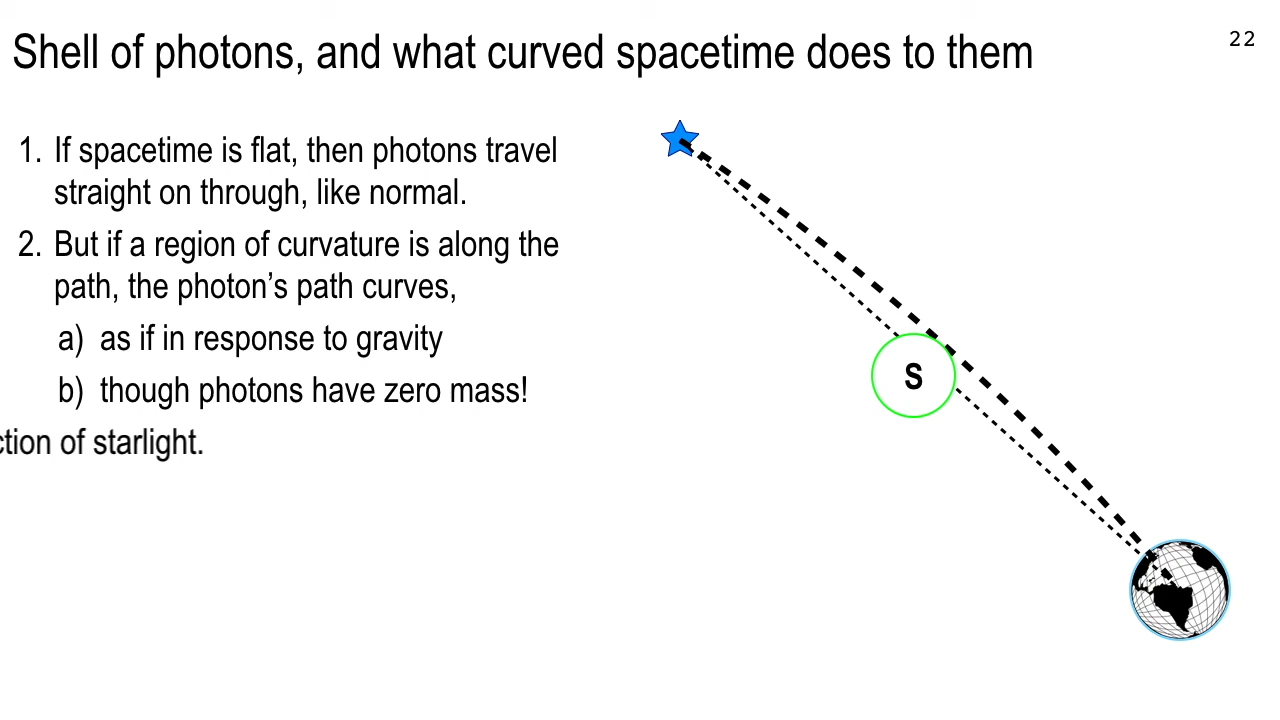 Shell of photons, and what curved spacetime does to them
22
1. If spacetime is flat, then photons travel
straight on through, like normal.
2. But if a region of curvature is along the
path, the photon’s path curves,
a) as if in response to gravity
b) though photons have zero mass!
ction of starlight.
S